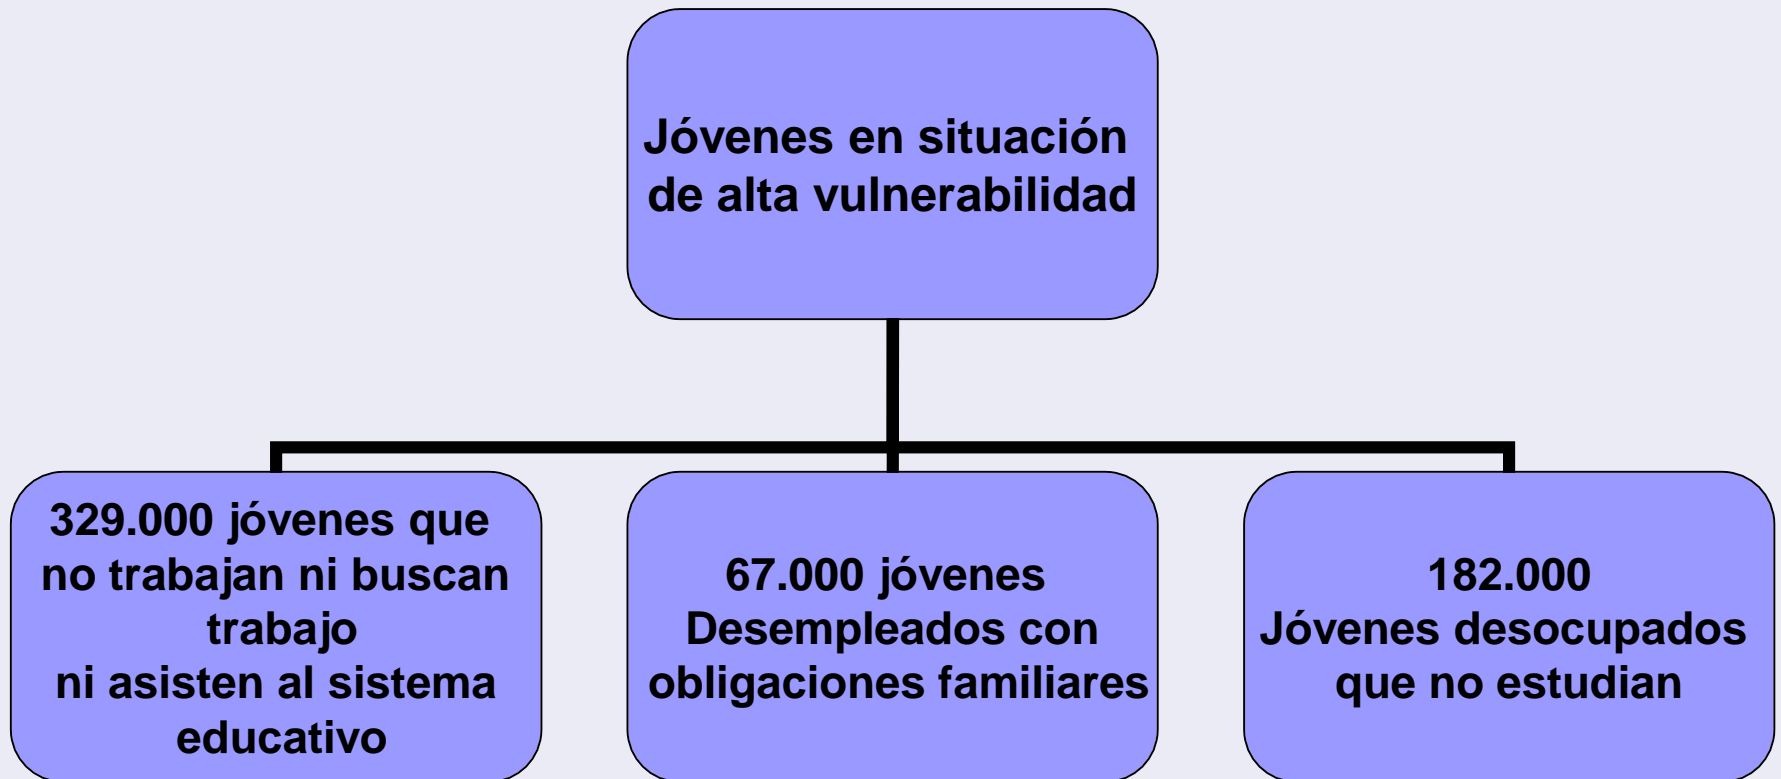 Jóvenes en situación
de alta vulnerabilidad
329.000 jóvenes que
no trabajan ni buscan
trabajo
ni asisten al sistema
educativo
67.000 jóvenes
Desempleados con
obligaciones familiares
182.000
Jóvenes desocupados
que no estudian